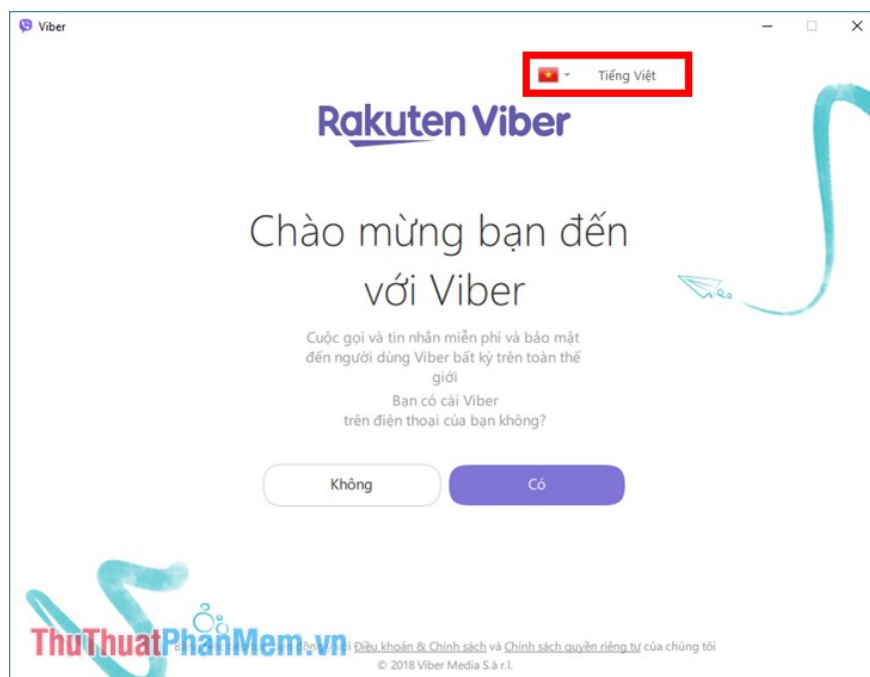 Viber
Tiếng Việt
Rakuten Viber
Chào mừng bạn đến
với Viber
Cuộc gọi và tin nhắn miễn phí và bảo mật
đến người dùng Viber bất kỳ trên toàn thế
giới
Bạn có cài Viber
trên điện thoại của bạn không?
Không
Có
ThuThuatPhanMem.vn
Điều khoản & Chính sách và Chính sách quyền riêng tư của chúng tôi
© 2018 Viber Media S.à r.l.